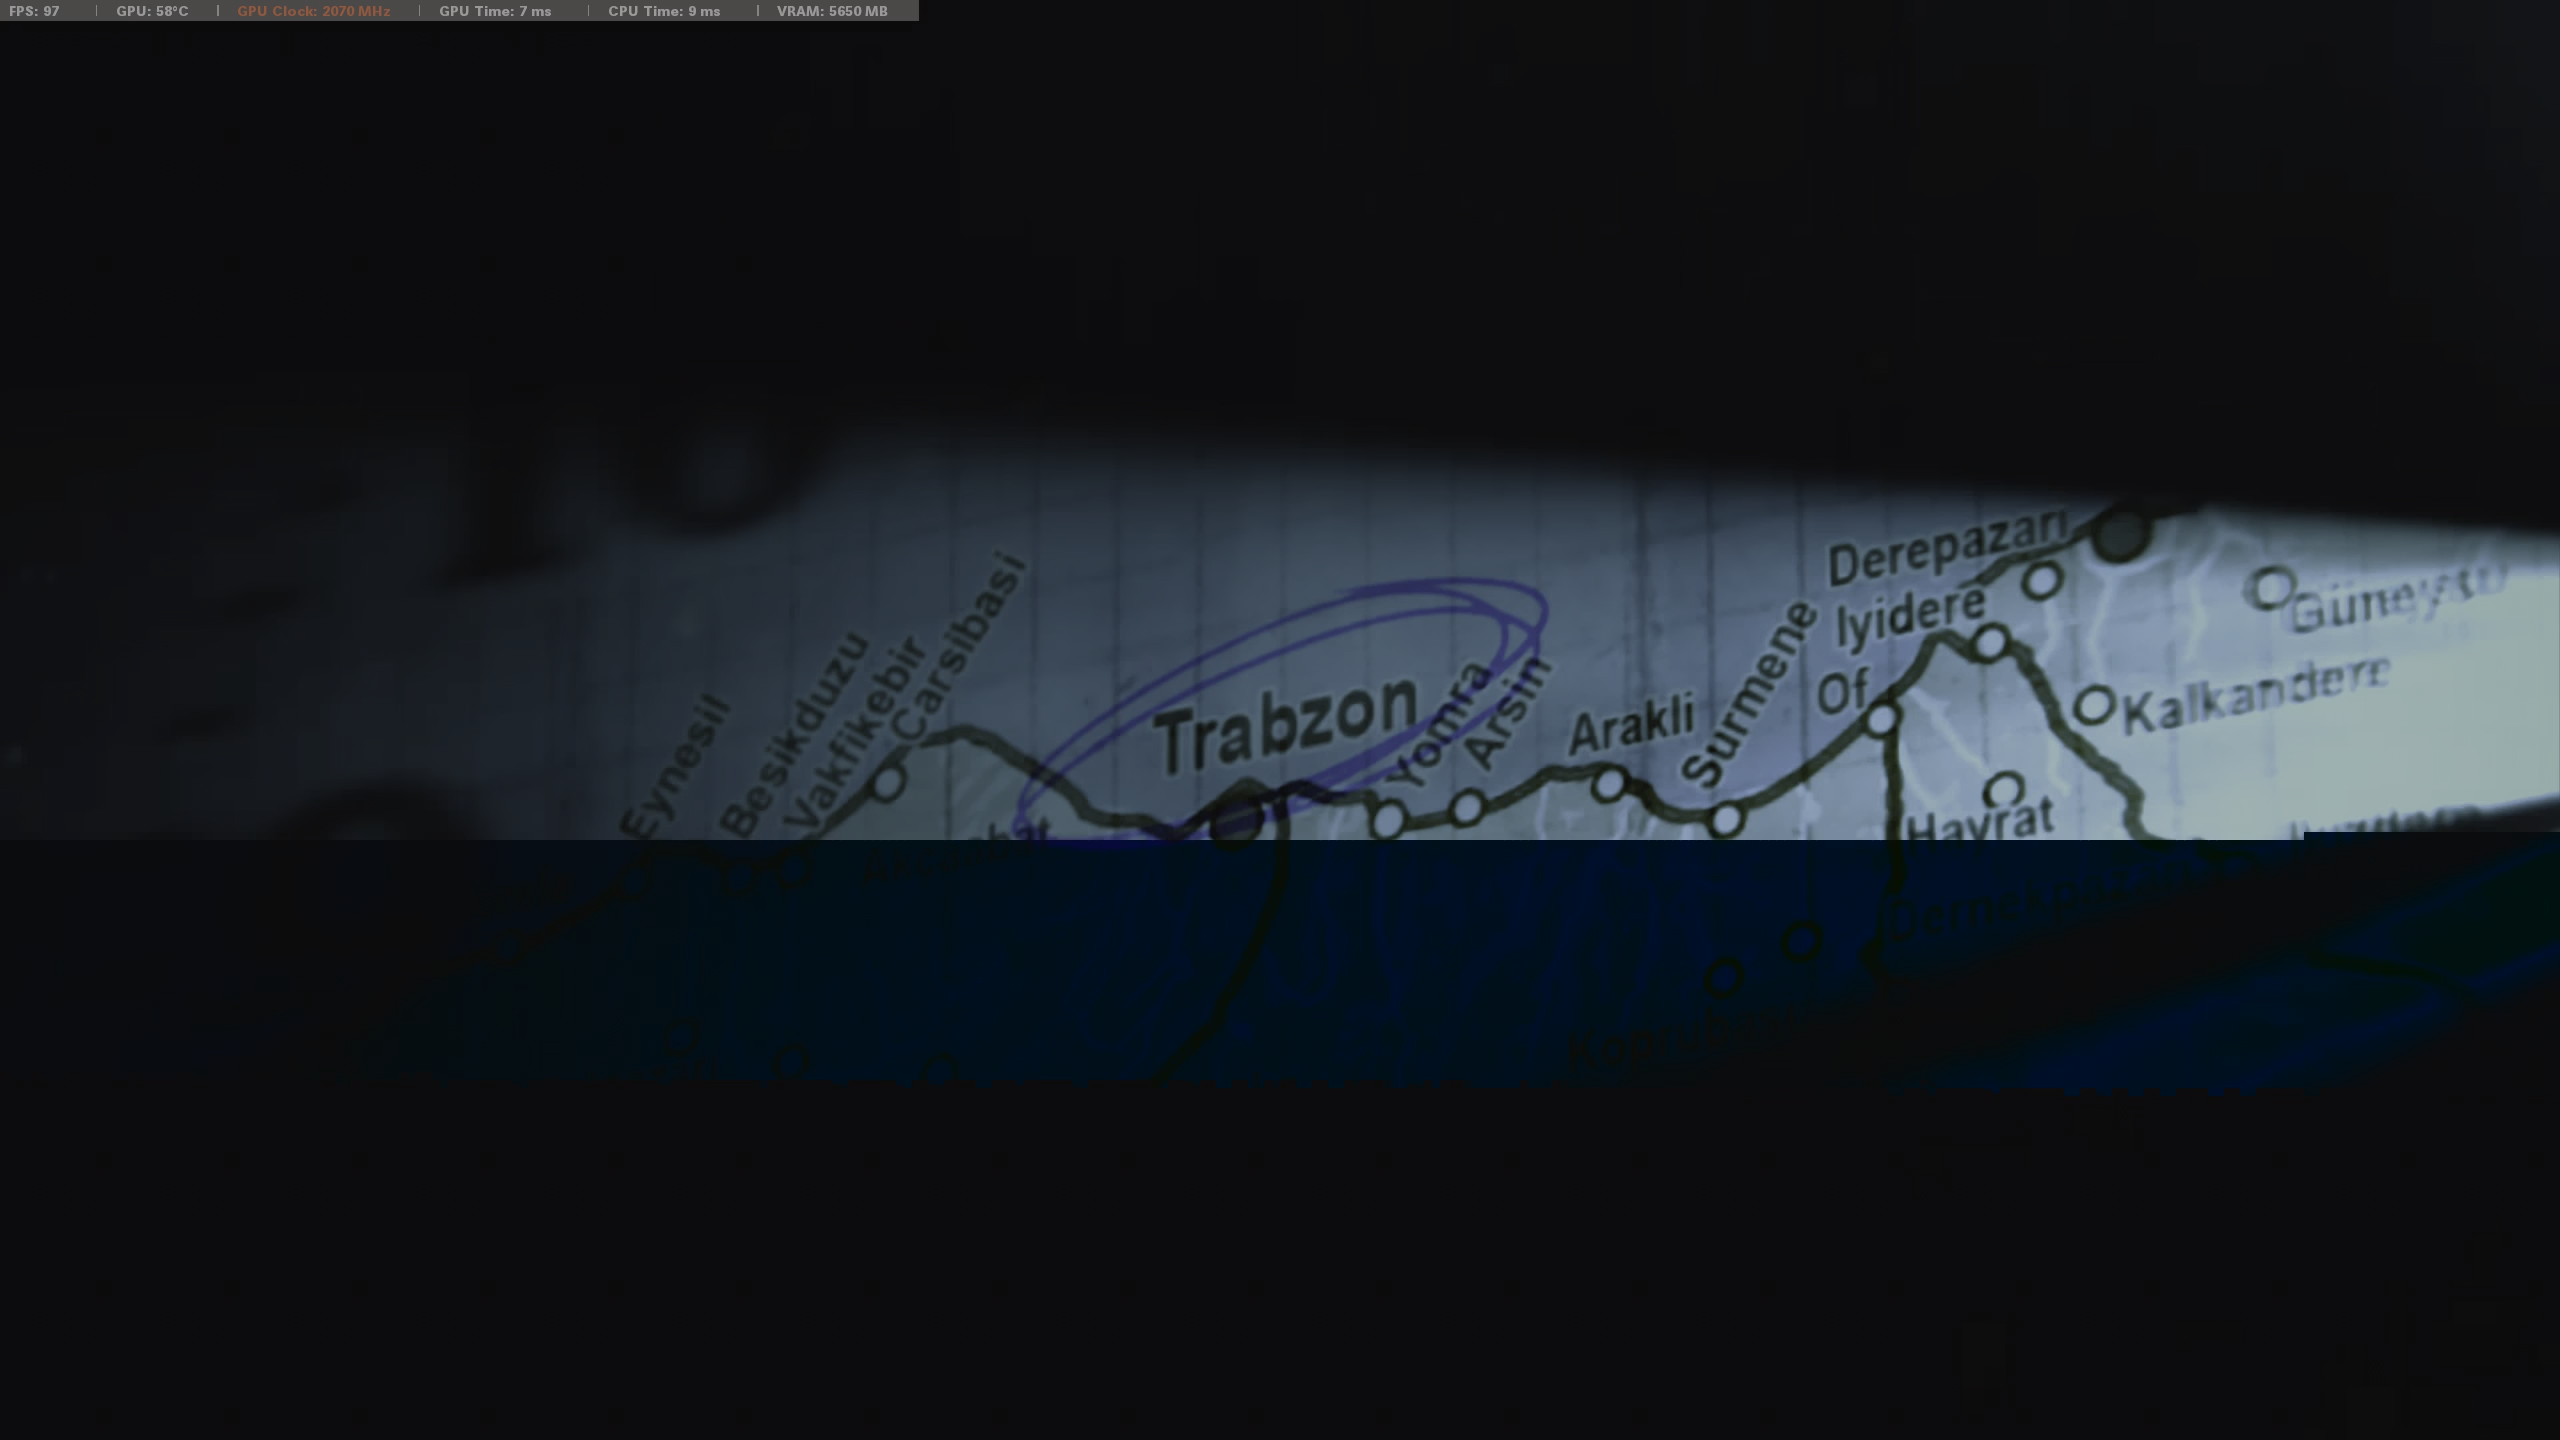 FPS: 97 | GPU: 58°C | GPU Clock: 2070 MHz | GPU Time: 7 ms | CPU Time: 9 ms | VRAM: 5650 MB
Derepazari
Iyidere
Güneysu
Of
Kalkandere
Surmene
Arakli
Arsin
Yomra
Trabzon
Carsibasi
Vakfikebir
Besikduzu
Eynesil
Hayrat